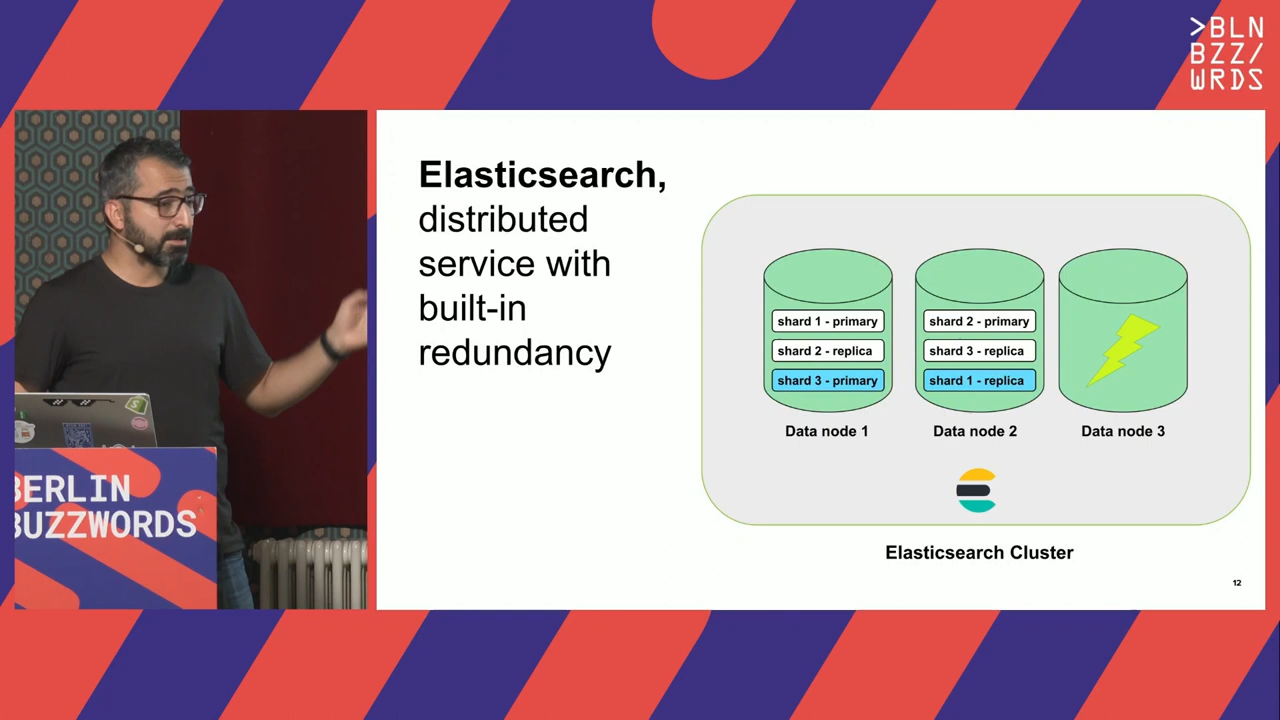 >BLN
BZZ/
WRDS
Elasticsearch,
distributed
service with
built-in
redundancy
shard 1 - primary
shard 2 - replica
shard 3 - primary
Data node 1
shard 2 - primary
shard 3 - replica
shard 1 - replica
Data node 2
Data node 3
Elasticsearch Cluster
12
BERLIN
BUZZWORDS